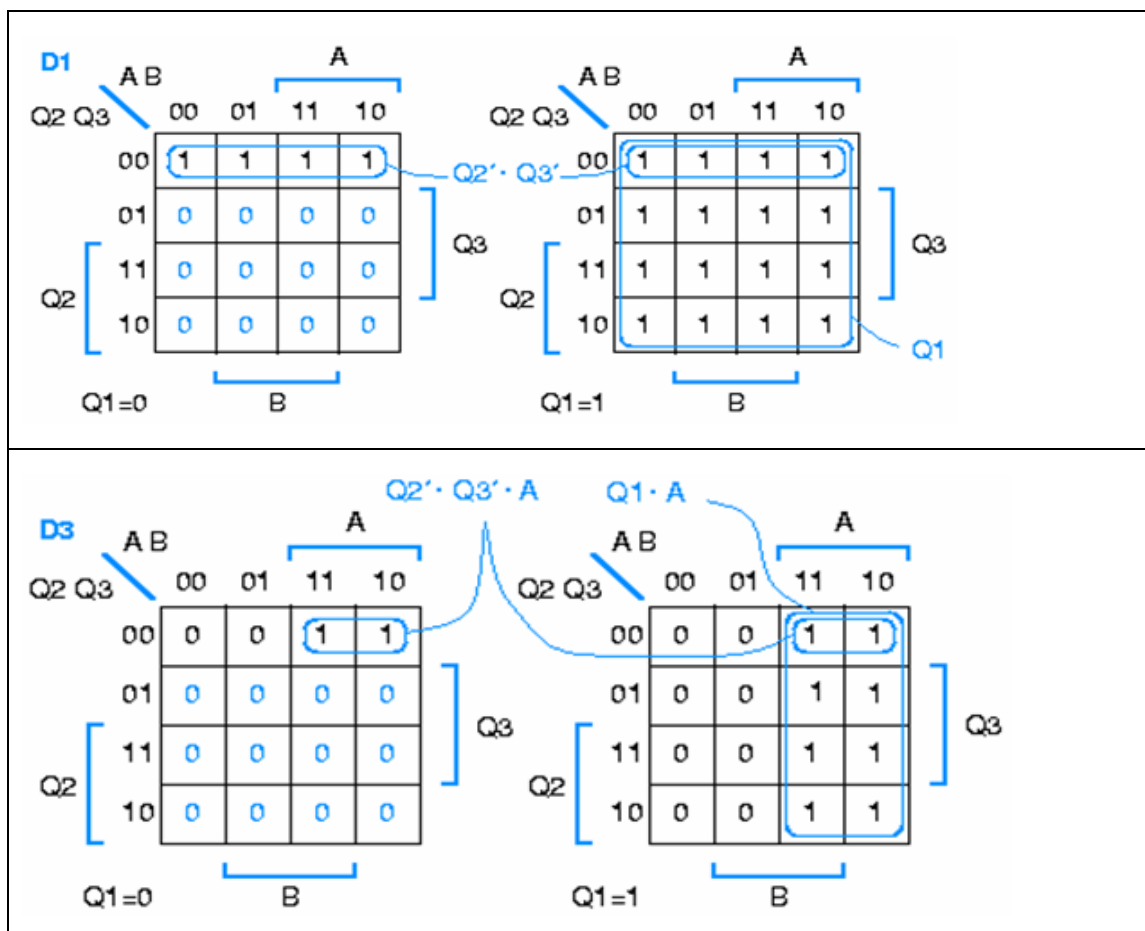 D1
A
A
A B
A B
Q2 Q3
00 01 11 10
Q2 Q3
00 01 11 10
00 1 1 1 1
Q2′ · Q3′
00 1 1 1 1
01 0 0 0 0
01 1 1 1 1
Q3
Q3
11 0 0 0 0
11 1 1 1 1
Q2
Q2
10 0 0 0 0
10 1 1 1 1
Q1
Q1=0
B
Q1=1
B
Q2′ · Q3′ · A
Q1 · A
D3
A
A
A B
A B
Q2 Q3
00 01 11 10
Q2 Q3
00 01 11 10
00 0 0 1 1
00 0 0 1 1
01 0 0 0 0
01 0 0 1 1
Q3
Q3
11 0 0 0 0
11 0 0 1 1
Q2
Q2
10 0 0 0 0
10 0 0 1 1
Q1=0
B
Q1=1
B